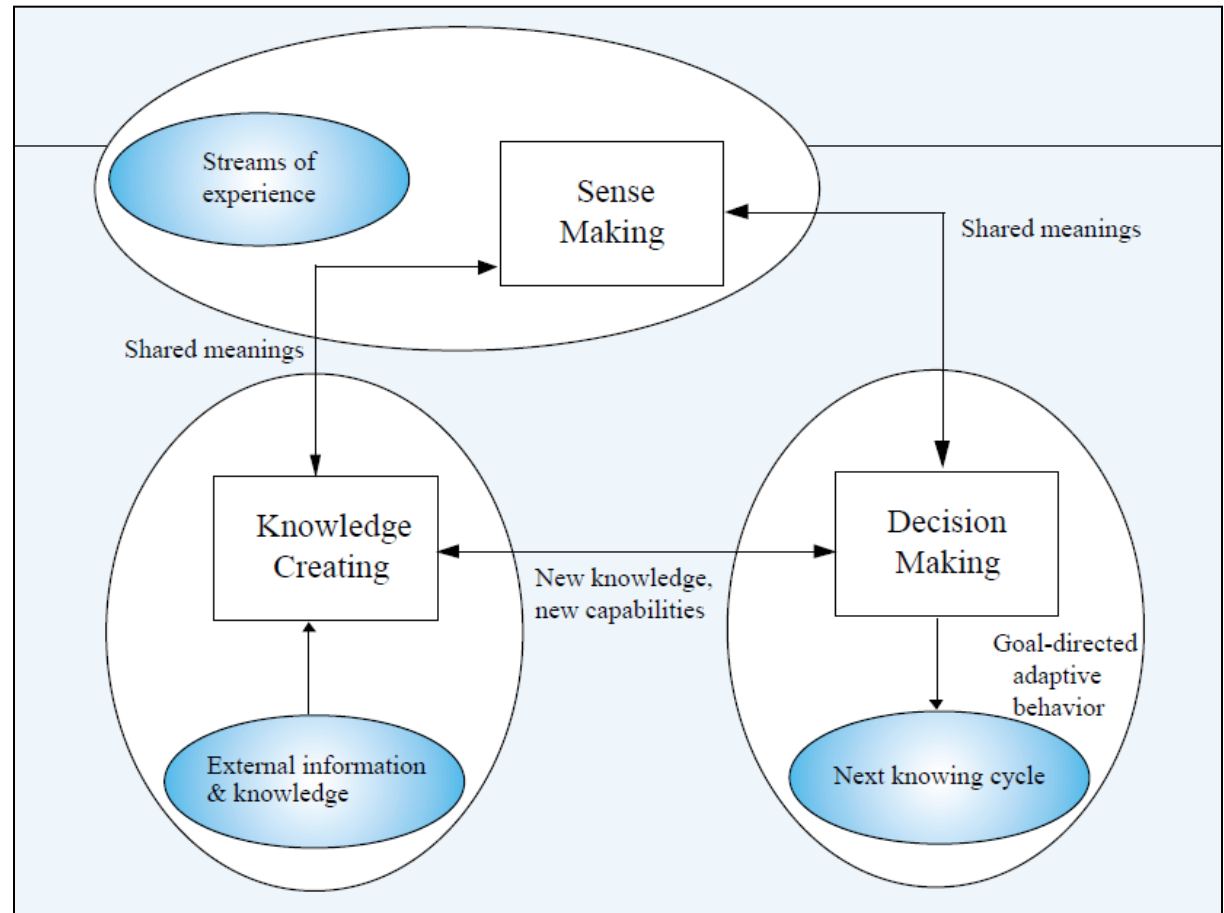 Streams of
experience
Sense
Making
Shared meanings
Shared meanings
Knowledge
Creating
Decision
Making
New knowledge,
new capabilities
Goal-directed
adaptive
behavior
External information
& knowledge
Next knowing cycle